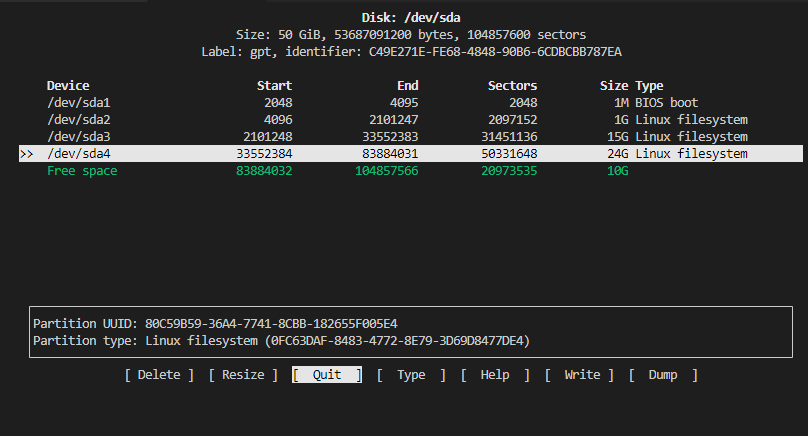 Disk: /dev/sda
Size: 50 GiB, 53687091200 bytes, 104857600 sectors
Label: gpt, identifier: C49E271E-FE68-4848-90B6-6CDBCBB787EA
Device Start End Sectors Size Type
/dev/sda1 2048 4095 2048 1M BIOS boot
/dev/sda2 4096 2101247 2097152 1G Linux filesystem
/dev/sda3 2101248 33552383 31451136 15G Linux filesystem
>> /dev/sda4 33552384 83884031 50331648 24G Linux filesystem
Free space 83884032 104857566 20973535 10G
Partition UUID: 80C59B59-36A4-7741-8CBB-182655F005E4
Partition type: Linux filesystem (0FC63DAF-8483-4772-8E79-3D69D8477DE4)
[ Delete ] [ Resize ] [ Quit ] [ Type ] [ Help ] [ Write ] [ Dump ]